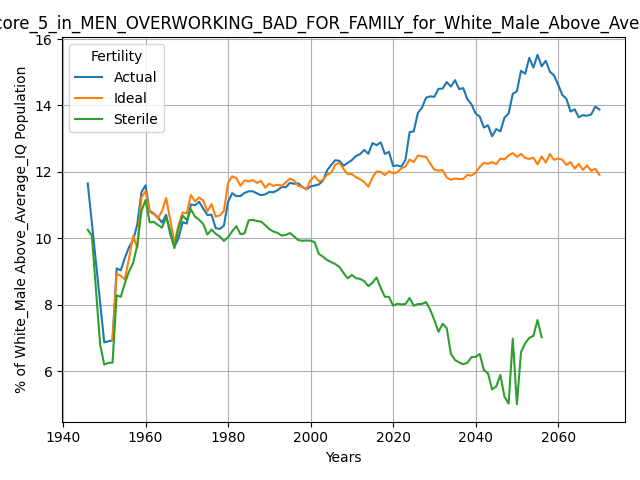 core_5_in_MEN_OVERWORKING_BAD_FOR_FAMILY_for_White_Male_Above_Ave
16
Fertility
Actual
Ideal
Sterile
14
12
10
8
6
% of White_Male Above_Average_IQ Population
1940 1960 1980 2000 2020 2040 2060
Years